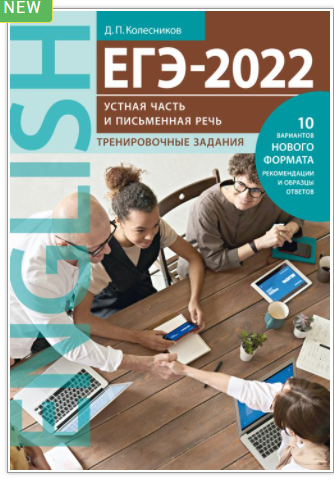 NEW
Д. П. Колесников
ЕГЭ-2022
УСТНАЯ ЧАСТЬ
И ПИСЬМЕННАЯ РЕЧЬ
ТРЕНИРОВОЧНЫЕ ЗАДАНИЯ
10
ВАРИАНТОВ
НОВОГО
ФОРМАТА
РЕКОМЕНДАЦИИ
И ОБРАЗЦЫ
ОТВЕТОВ
ENGLISH